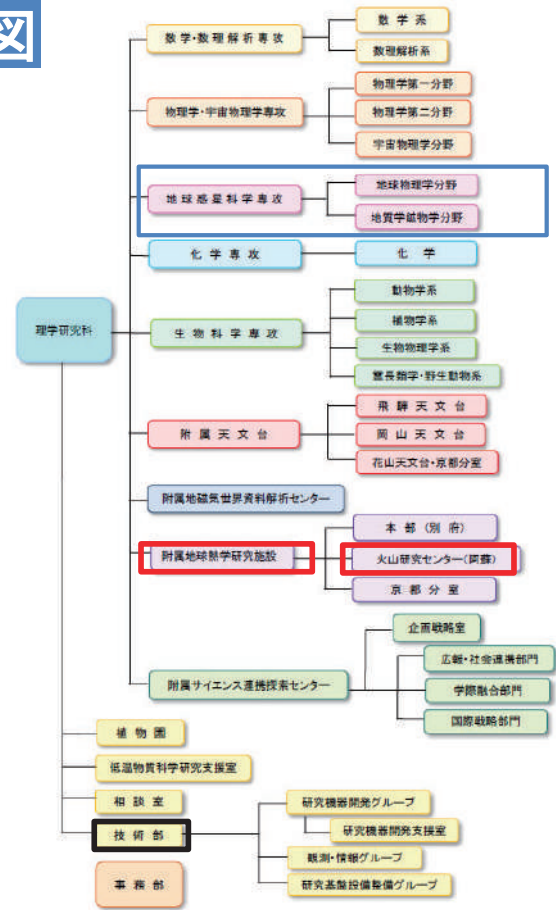 図
理学研究科
数学・数理解析専攻
数学系
数理解析系
物理学・宇宙物理学専攻
物理学第一分野
物理学第二分野
宇宙物理学分野
地球惑星科学専攻
地球物理学分野
地質学鉱物学分野
化学専攻
化学
生物科学専攻
動物学系
植物学系
生物物理学系
霊長類学・野生動物系
附属天文台
飛騨天文台
岡山天文台
花山天文台・京都分室
附属地磁気世界資料解析センター
附属地球熱学研究施設
本部(別府)
火山研究センター(阿蘇)
京都分室
附属サイエンス連携探索センター
企画戦略室
広報・社会連携部門
学際融合部門
国際戦略部門
植物園
低温物質科学研究支援室
相談室
技術部
研究機器開発グループ
研究機器開発支援室
観測・情報グループ
研究基盤設備整備グループ
事務部